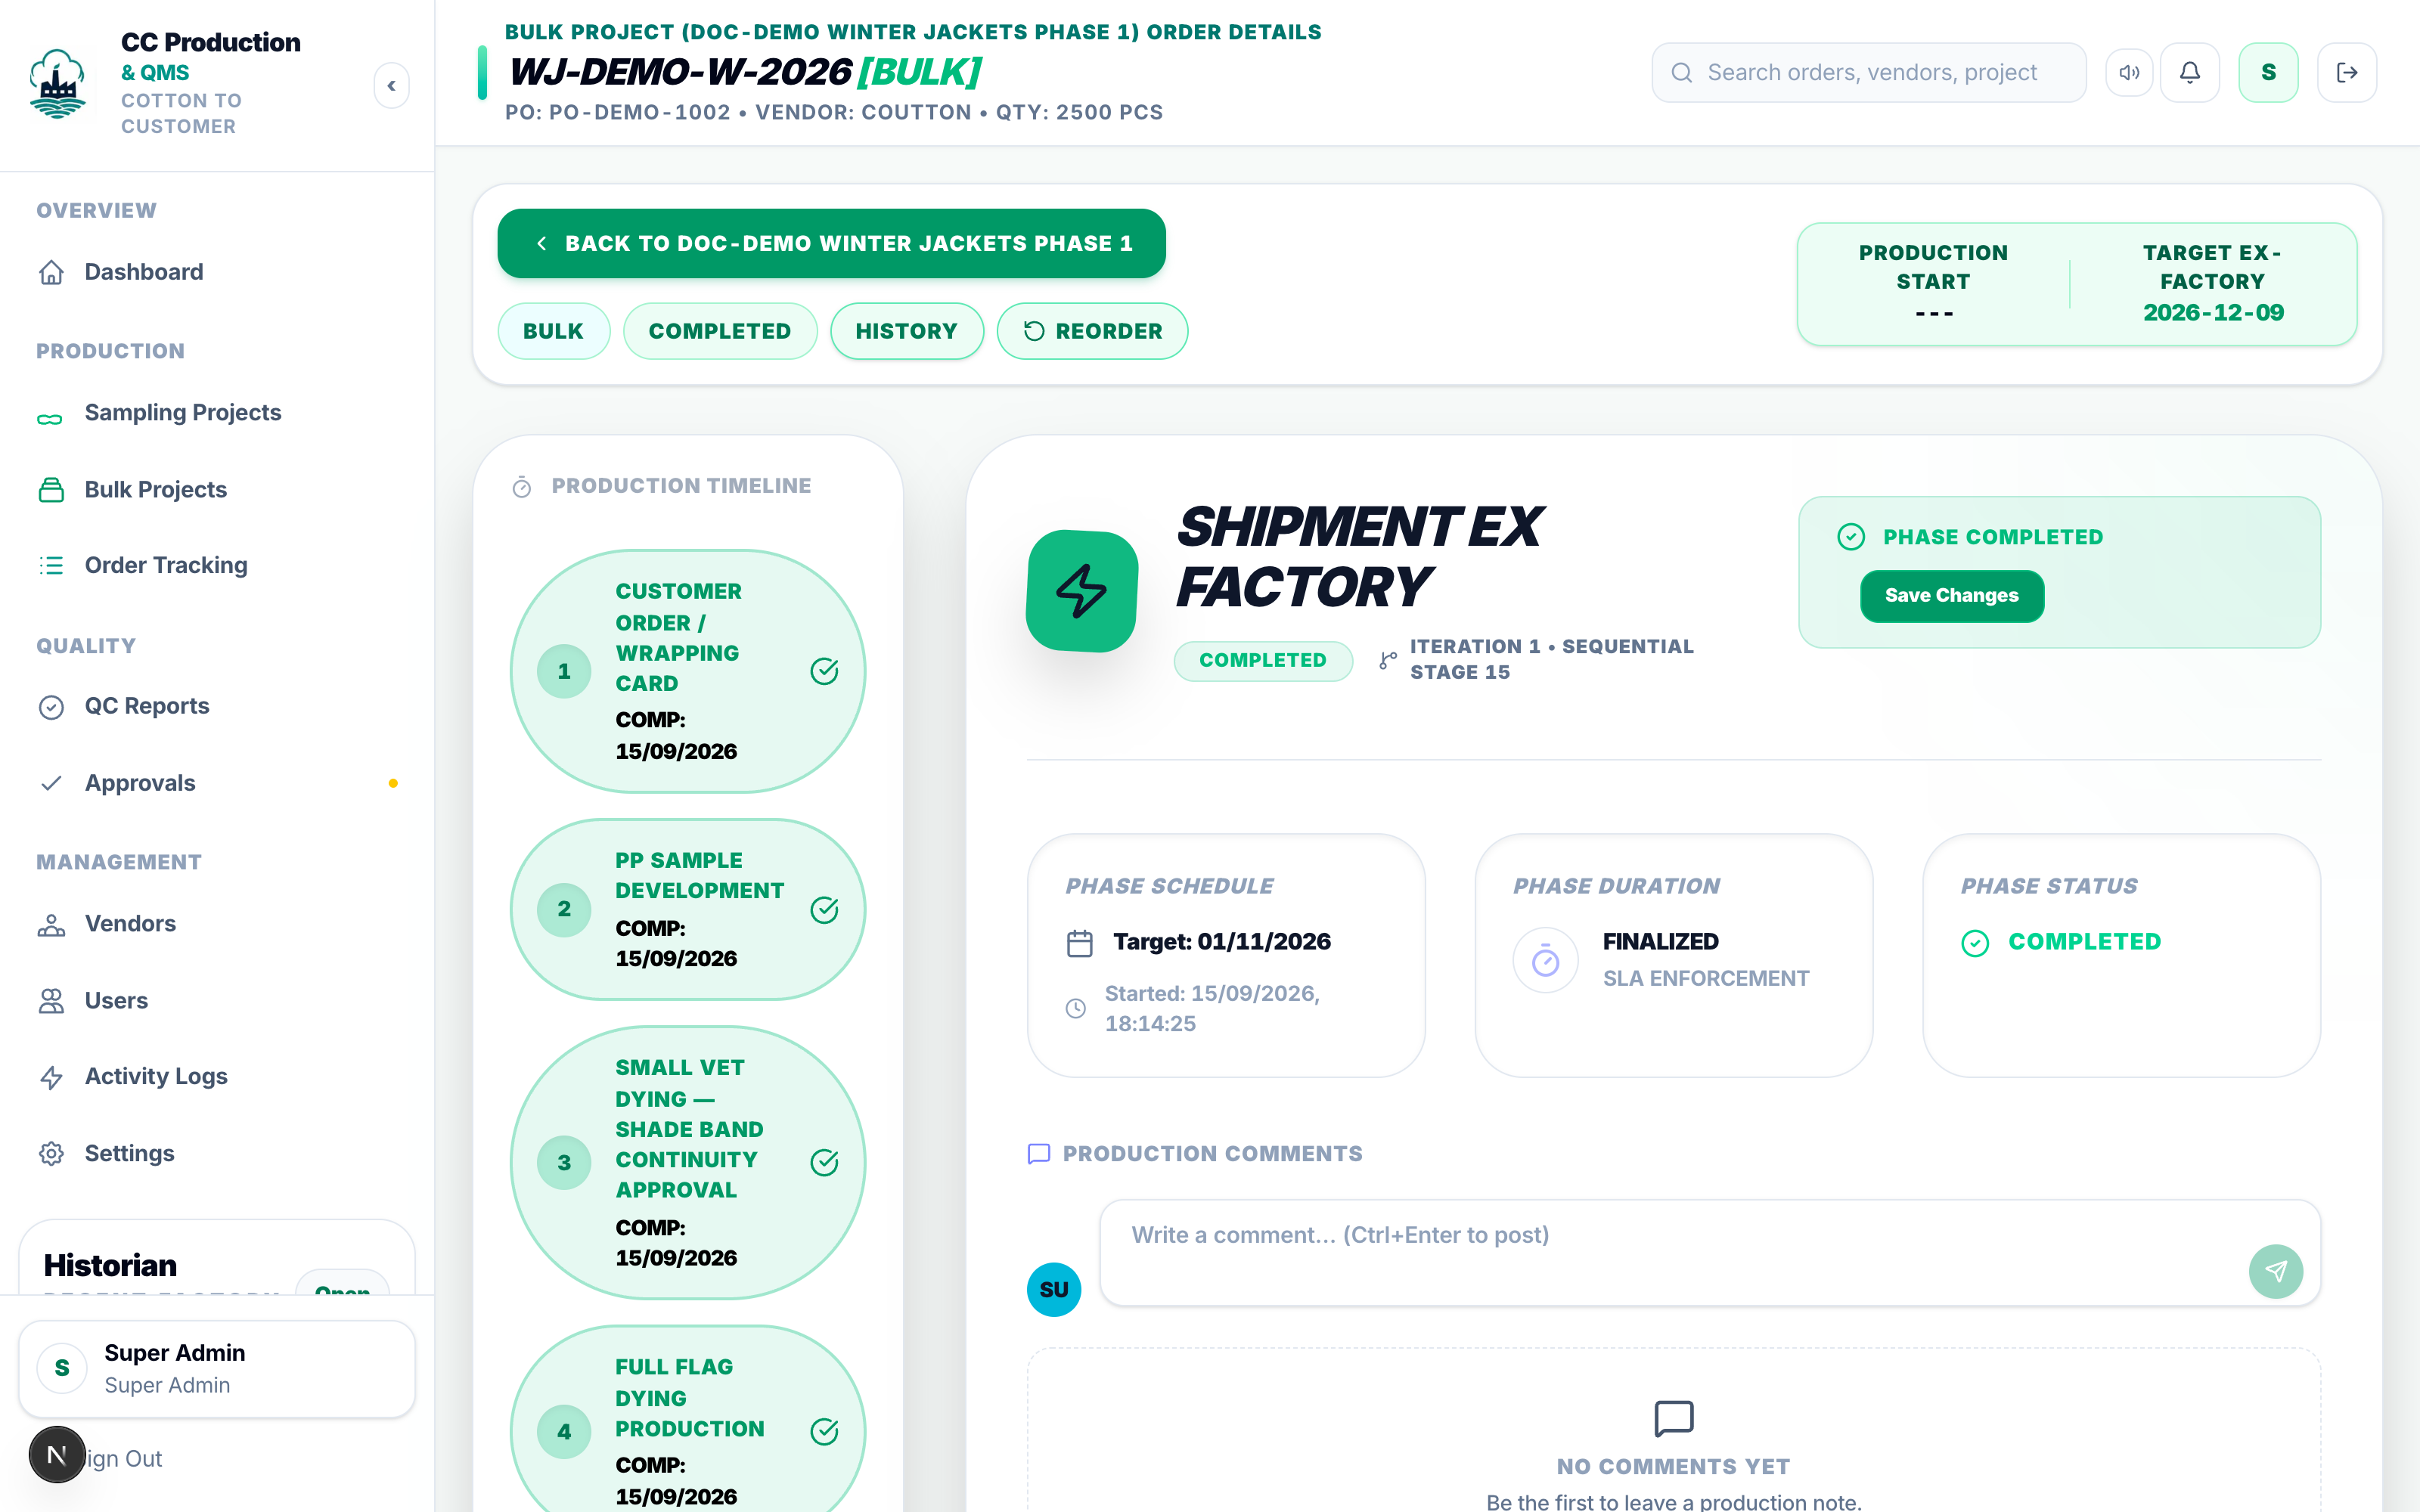 CC Production
& QMS
COTTON TO
CUSTOMER
OVERVIEW
Dashboard
PRODUCTION
Sampling Projects
Bulk Projects
Order Tracking
QUALITY
QC Reports
Approvals
MANAGEMENT
Vendors
Users
Activity Logs
Settings
Historian
Open
S
Super Admin
Super Admin
N
ign Out
BULK PROJECT (DOC-DEMO WINTER JACKETS PHASE 1) ORDER DETAILS
WJ-DEMO-W-2026 [BULK]
PO: PO-DEMO-1002 • VENDOR: COUTTON • QTY: 2500 PCS
Search orders, vendors, project
S
BACK TO DOC-DEMO WINTER JACKETS PHASE 1
BULK
COMPLETED
HISTORY
REORDER
PRODUCTION
START
---
TARGET EX-
FACTORY
2026-12-09
PRODUCTION TIMELINE
1
CUSTOMER
ORDER /
WRAPPING
CARD
COMP:
15/09/2026
2
PP SAMPLE
DEVELOPMENT
COMP:
15/09/2026
3
SMALL VET
DYING —
SHADE BAND
CONTINUITY
APPROVAL
COMP:
15/09/2026
4
FULL FLAG
DYING
PRODUCTION
COMP:
15/09/2026
SHIPMENT EX
FACTORY
COMPLETED
ITERATION 1 • SEQUENTIAL
STAGE 15
PHASE COMPLETED
Save Changes
PHASE SCHEDULE
Target: 01/11/2026
Started: 15/09/2026,
18:14:25
PHASE DURATION
FINALIZED
SLA ENFORCEMENT
PHASE STATUS
COMPLETED
PRODUCTION COMMENTS
SU
Write a comment... (Ctrl+Enter to post)
NO COMMENTS YET
Be the first to leave a production note.